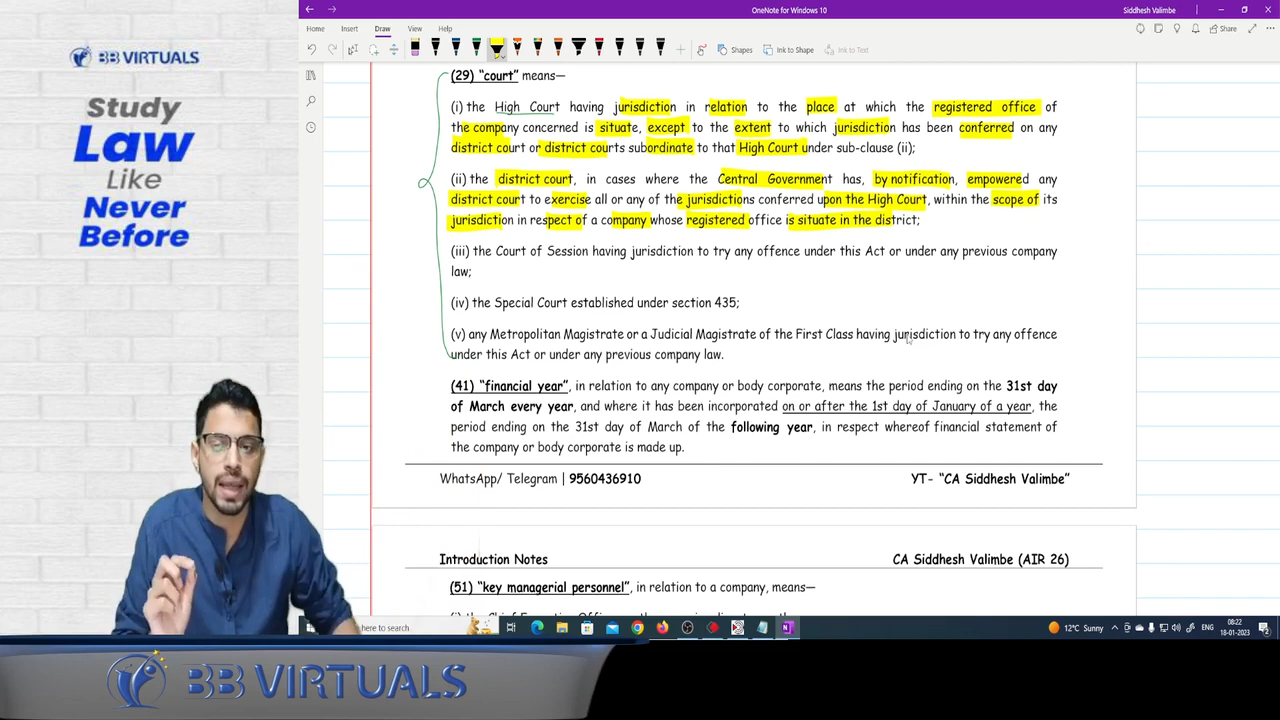 BB VIRTUALS
Study
Law
Like
Never
Before
OneNote for Windows 10
Siddhesh Valimbe
Home Insert Draw View Help
Shapes Ink to Shape Ink to Text
Share
(29) “court” means—
(i) the High Court having jurisdiction in relation to the place at which the registered office of
the company concerned is situate, except to the extent to which jurisdiction has been conferred on any
district court or district courts subordinate to that High Court under sub-clause (ii);
(ii) the district court, in cases where the Central Government has, by notification, empowered any
district court to exercise all or any of the jurisdictions conferred upon the High Court, within the scope of its
jurisdiction in respect of a company whose registered office is situate in the district;
(iii) the Court of Session having jurisdiction to try any offence under this Act or under any previous company
law;
(iv) the Special Court established under section 435;
(v) any Metropolitan Magistrate or a Judicial Magistrate of the First Class having jurisdiction to try any offence
under this Act or under any previous company law.
(41) “financial year”, in relation to any company or body corporate, means the period ending on the 31st day
of March every year, and where it has been incorporated on or after the 1st day of January of a year, the
period ending on the 31st day of March of the following year, in respect whereof financial statement of
the company or body corporate is made up.
WhatsApp/ Telegram | 9560436910
YT- “CA Siddhesh Valimbe”
Introduction Notes
CA Siddhesh Valimbe (AIR 26)
(51) “key managerial personnel”, in relation to a company, means—
here to search
12°C Sunny
ENG
08:22
18-01-2023
BB VIRTUALS